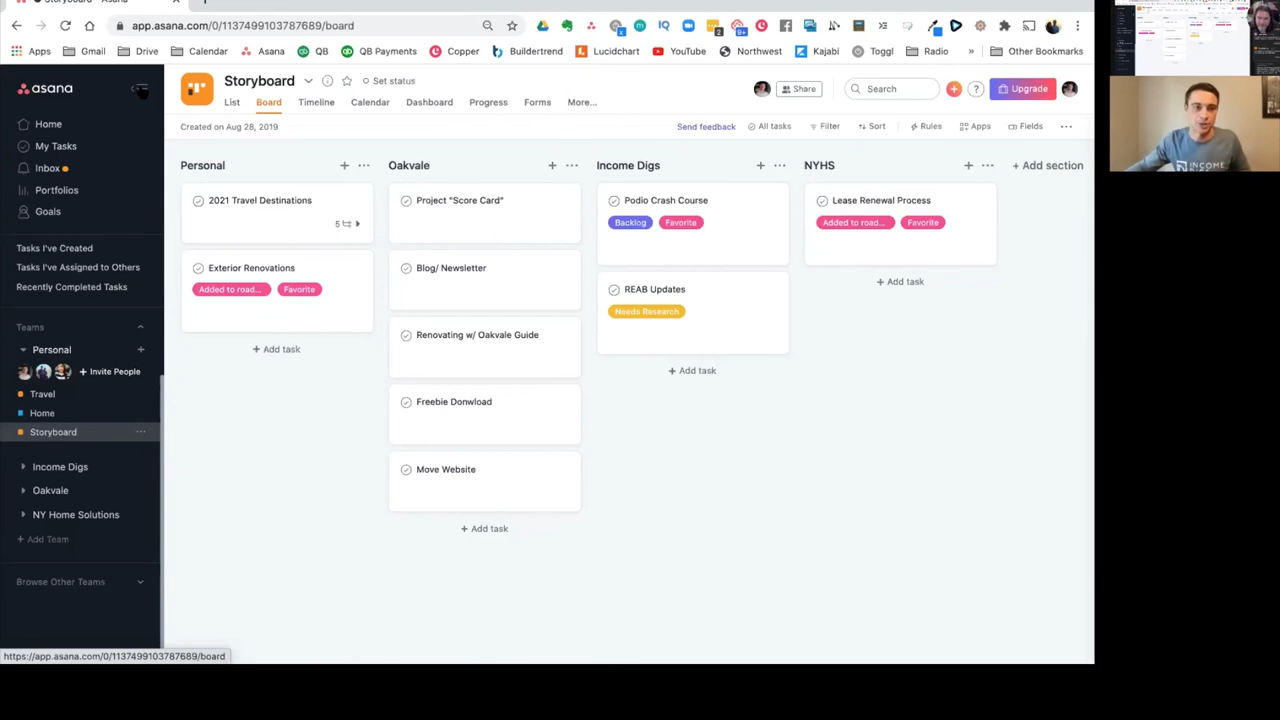 Storyboard - Asana
app.asana.com/0/1137499103787689/board
Apps Gmail Drive Calendar Asana QB QB Payments Copart Buildertrend Lucidchart YouTube Northwest Kajabi Toggl Radio » Other Bookmarks
asana
Home
My Tasks
Inbox
Portfolios
Goals
Tasks I've Created
Tasks I've Assigned to Others
Recently Completed Tasks
Teams
Personal +
Invite People
Travel
Home
Storyboard ...
Income Digs
Oakvale
NY Home Solutions
+ Add Team
Browse Other Teams
https://app.asana.com/0/1137499103787689/board
Storyboard Set status
List Board Timeline Calendar Dashboard Progress Forms More...
Share Search ? Upgrade
Created on Aug 28, 2019
Send feedback All tasks Filter Sort Rules Apps Fields ...
Personal + ...
2021 Travel Destinations
5
Exterior Renovations
Added to road... Favorite
+ Add task
Oakvale + ...
Project "Score Card"
Blog/ Newsletter
Renovating w/ Oakvale Guide
Freebie Donwload
Move Website
+ Add task
Income Digs + ...
Podio Crash Course
Backlog Favorite
REAB Updates
Needs Research
+ Add task
NYHS + ...
Lease Renewal Process
Added to road... Favorite
+ Add task
+ Add section
INCOME